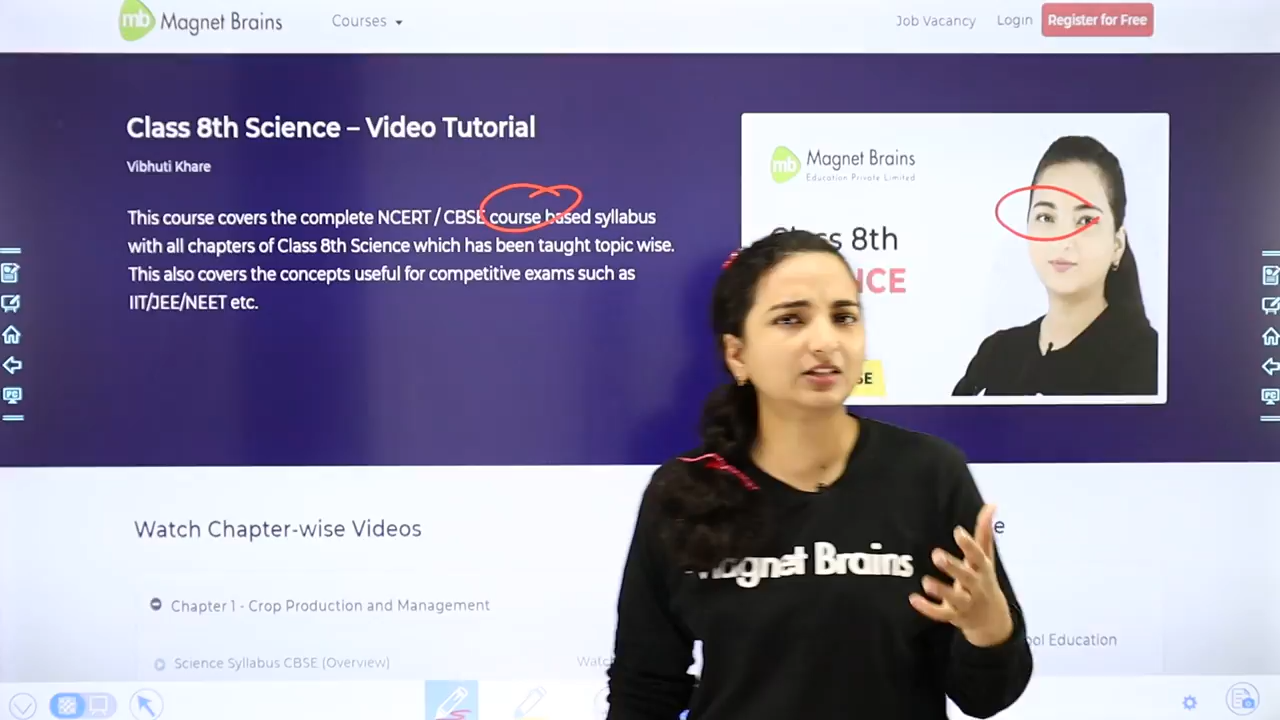 mb Magnet Brains
Courses
Job Vacancy
Login
Register for Free
Class 8th Science – Video Tutorial
Vibhuti Khare
This course covers the complete NCERT / CBSE course based syllabus
with all chapters of Class 8th Science which has been taught topic wise.
This also covers the concepts useful for competitive exams such as
IIT/JEE/NEET etc.
mb Magnet Brains
Education Private Limited
8th
Watch Chapter-wise Videos
Chapter 1 - Crop Production and Management
Science Syllabus CBSE (Overview)
Magnet Brains
Education
PC
PC